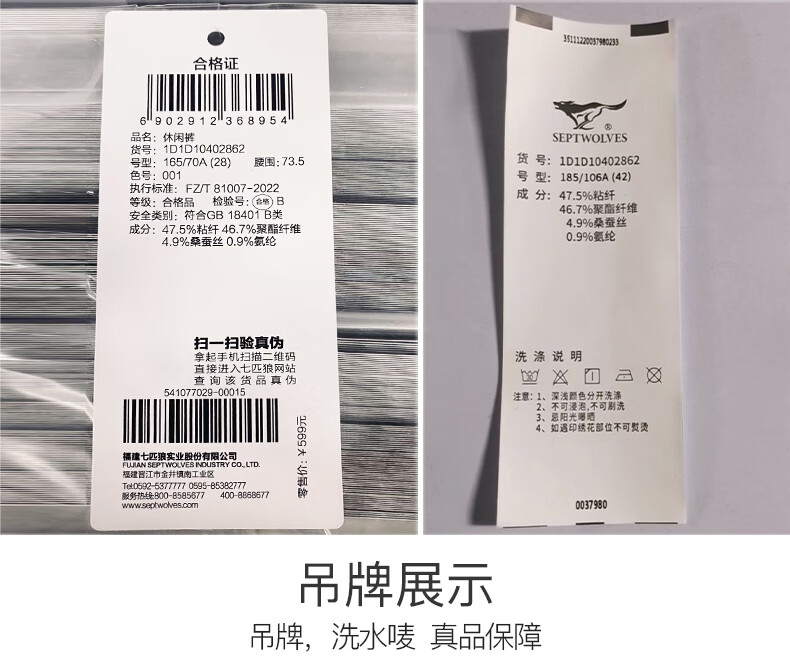 合格证
6 902912 368954
品名: 休闲裤
货号: 1D1D10402862
号型: 165/70A (28) 腰围: 73.5
色号: 001
执行标准: FZ/T 81007-2022
等级: 合格品 检验号: 合格 B
安全类别: 符合GB 18401 B类
成分: 47.5%粘纤 46.7%聚酯纤维
4.9%桑蚕丝 0.9%氨纶
扫一扫验真伪
拿起手机扫描二维码
直接进入七匹狼网站
查询该货品真伪
541077029-00015
零售价: ¥599元
福建七匹狼实业股份有限公司
FUJIAN SEPTWOLVES INDUSTRY CO., LTD.
福建晋江市金井镇南工业区
Tel:0592-5377777 0595-85382777
服务热线:800-8585677 400-8868677
www.septwolves.com
35111220037980233
®
SEPTWOLVES
货 号: 1D1D10402862
号 型: 185/106A (42)
成 分: 47.5%粘纤
46.7%聚酯纤维
4.9%桑蚕丝
0.9%氨纶
洗涤说明
注意: 1、深浅颜色分开洗涤
2、不可浸泡,不可刷洗
3、忌阳光曝晒
4、如遇印绣花部位不可熨烫
0037980
吊牌展示
吊牌, 洗水唛 真品保障